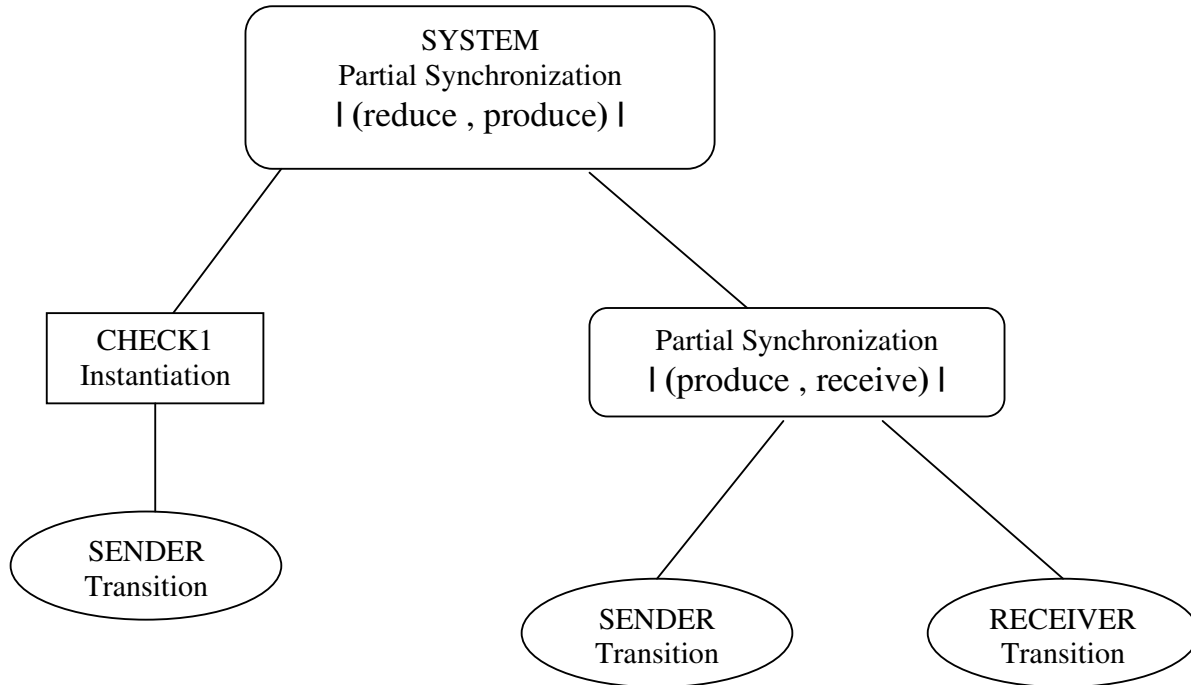 SYSTEM
Partial Synchronization
| (reduce , produce) |
CHECK1
Instantiation
Partial Synchronization
| (produce , receive) |
SENDER
Transition
SENDER
Transition
RECEIVER
Transition